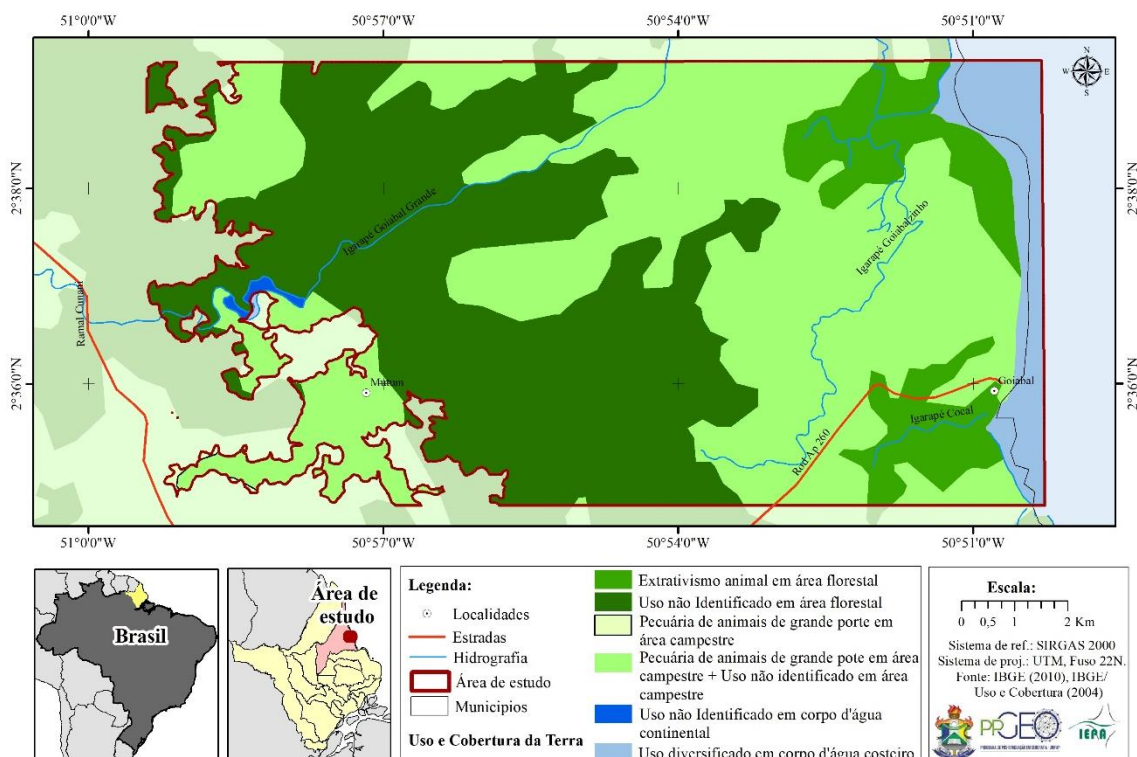 51°0'0"W 50°57'0"W 50°54'0"W 50°51'0"W
N
W E
S
2°38'0"N 2°38'0"N
Igarapé Goiabal Grande
Igarapé Goiabalzinho
Ramal Cunani
2°36'0"N 2°36'0"N
Mutum
Goiabal
Igarapé Cocal
Rod Ap 260
51°0'0"W 50°57'0"W 50°54'0"W 50°51'0"W
Brasil
Área de
estudo
Legenda:
Localidades
Estradas
Hidrografia
Área de estudo
Municipios
Uso e Cobertura da Terra
Extrativismo animal em área florestal
Uso não Identificado em área florestal
Pecuária de animais de grande porte em
área campestre
Pecuária de animais de grande pote em área
campestre + Uso não identificado em área
campestre
Uso não Identificado em corpo d'água
continental
Uso diversificado em corpo d'água costeiro
Escala:
0 0,5 1 2 Km
Sistema de ref.: SIRGAS 2000
Sistema de proj.: UTM, Fuso 22N.
Fonte: IBGE (2010), IBGE/
Uso e Cobertura (2004)
PPGEO
IEPA